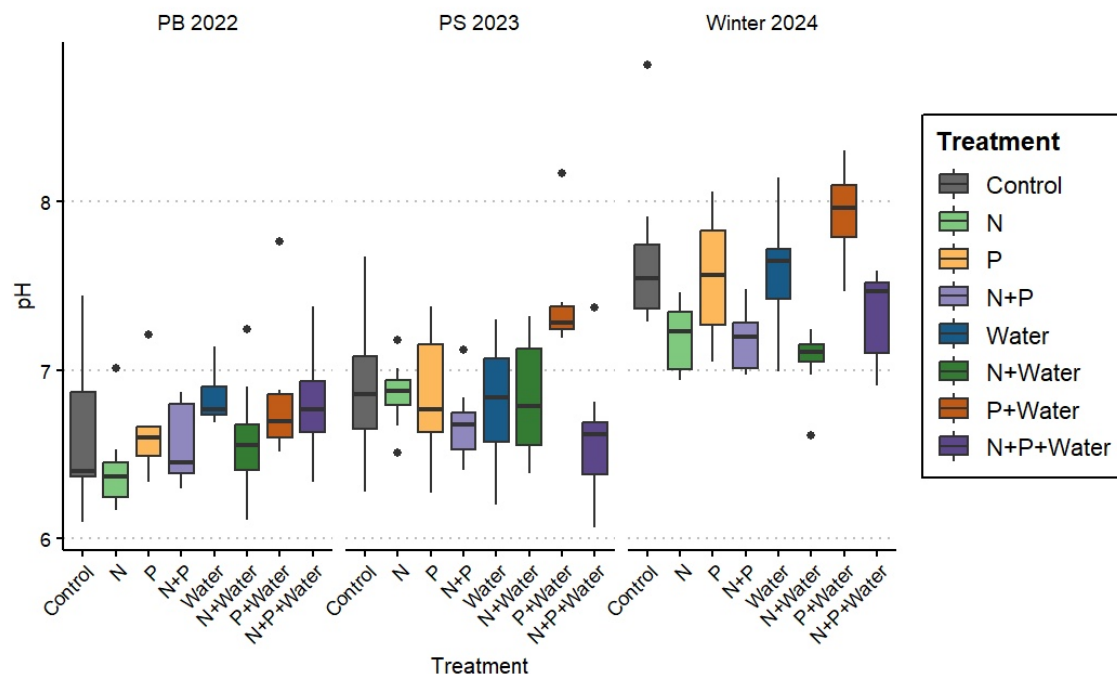 PB 2022 PS 2023 Winter 2024
pH
8
7
6
Control N P N+P Water N+Water P+Water N+P+Water
Control N P N+P Water N+Water P+Water N+P+Water
Control N P N+P Water N+Water P+Water N+P+Water
Treatment
Treatment
Control
N
P
N+P
Water
N+Water
P+Water
N+P+Water